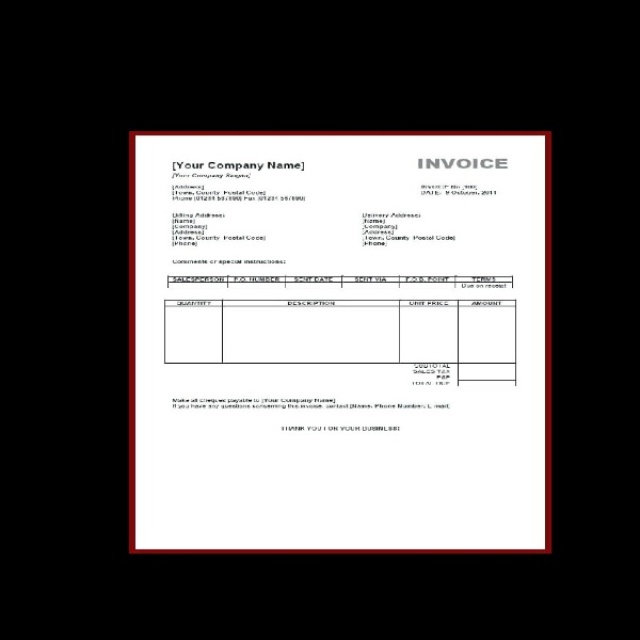 [Your Company Name]
INVOICE
[Your Company Slogan]
[Address]
[Town, County Postal Code]
Phone [01234 567890] Fax [01234 567890]
INVOICE No [100]
DATE: 9 October, 2011
Billing Address:
[Name]
[Company]
[Address]
[Town, County Postal Code]
[Phone]
Delivery Address:
[Name]
[Company]
[Address]
[Town, County Postal Code]
[Phone]
Comments or special instructions:
SALESPERSON P.O. NUMBER SENT DATE SENT VIA F.O.B. POINT TERMS
Due on receipt
QUANTITY DESCRIPTION UNIT PRICE AMOUNT
SUBTOTAL
SALES TAX
P&P
TOTAL DUE
Make all cheques payable to [Your Company Name]
If you have any questions concerning this invoice, contact [Name, Phone Number, E-mail]
THANK YOU FOR YOUR BUSINESS!